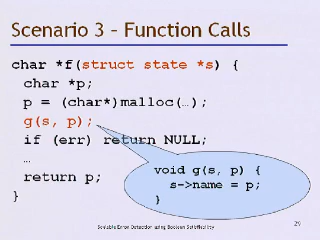 Scenario 3 – Function Calls
char *f(struct state *s) {
char *p;
p = (char*)malloc(…);
g(s, p);
if (err) return NULL;
…
return p;
}
void g(s, p) {
s->name = p;
}
Scalable Error Detection using Boolean Satisfiability
29